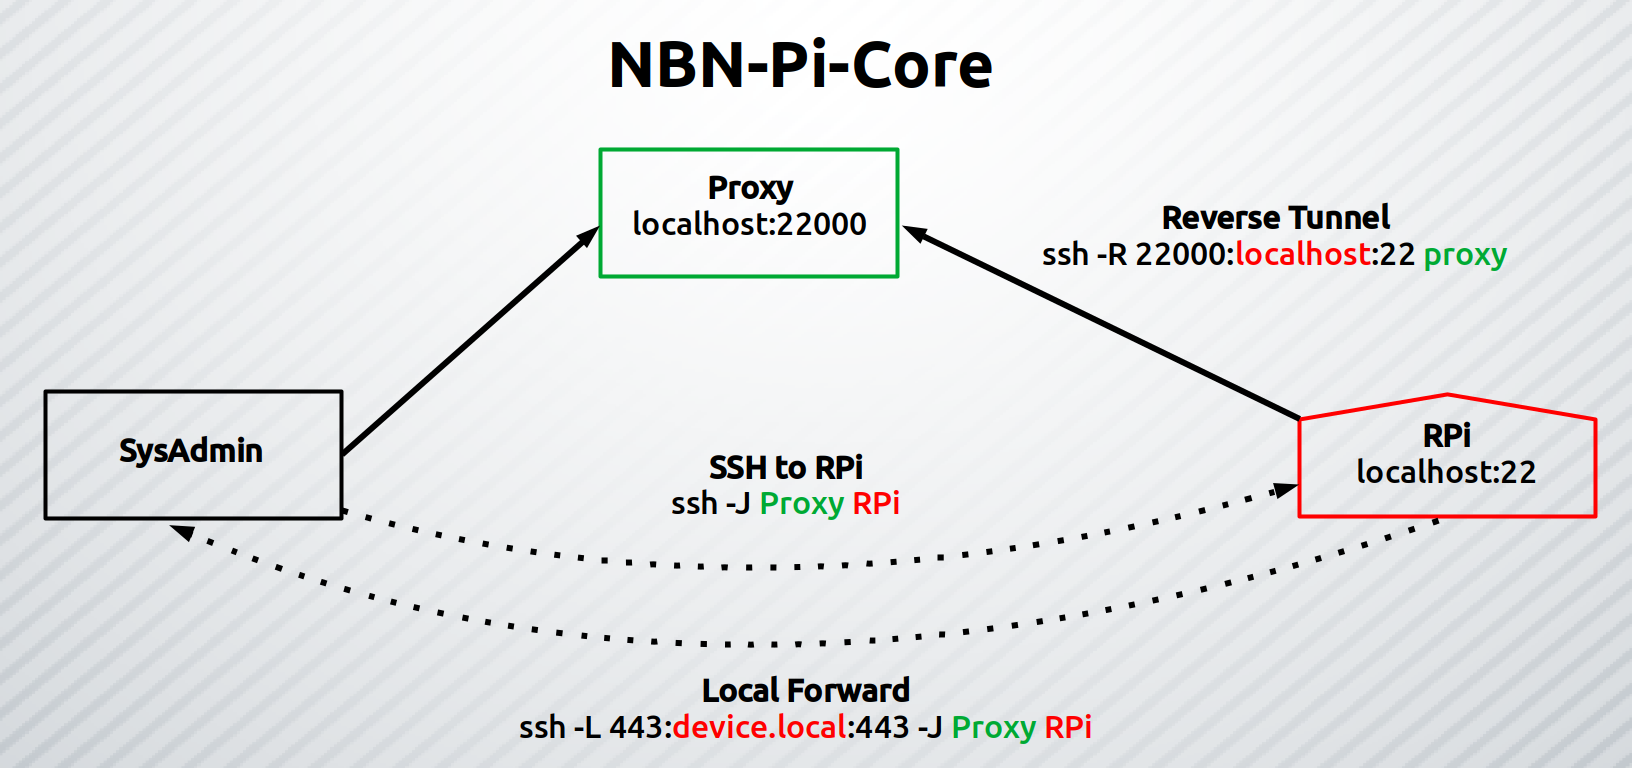 NBN-Pi-Core
Proxy
localhost:22000
Reverse Tunnel
ssh -R 22000:localhost:22 proxy
SysAdmin
RPi
localhost:22
SSH to RPi
ssh -J Proxy RPi
Local Forward
ssh -L 443:device.local:443 -J Proxy RPi